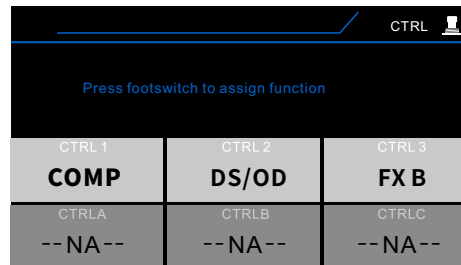 CTRL
Press footswitch to assign function
CTRL 1 CTRL 2 CTRL 3
COMP DS/OD FX B
CTRLA CTRLB CTRLC
--NA-- --NA-- --NA--